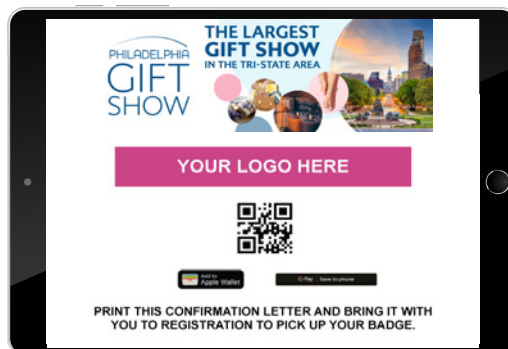 PHILADELPHIA
GIFT
SHOW
THE LARGEST
GIFT SHOW
IN THE TRI-STATE AREA
YOUR LOGO HERE
Add to
Apple Wallet
G Pay | Save to phone
PRINT THIS CONFIRMATION LETTER AND BRING IT WITH
YOU TO REGISTRATION TO PICK UP YOUR BADGE.